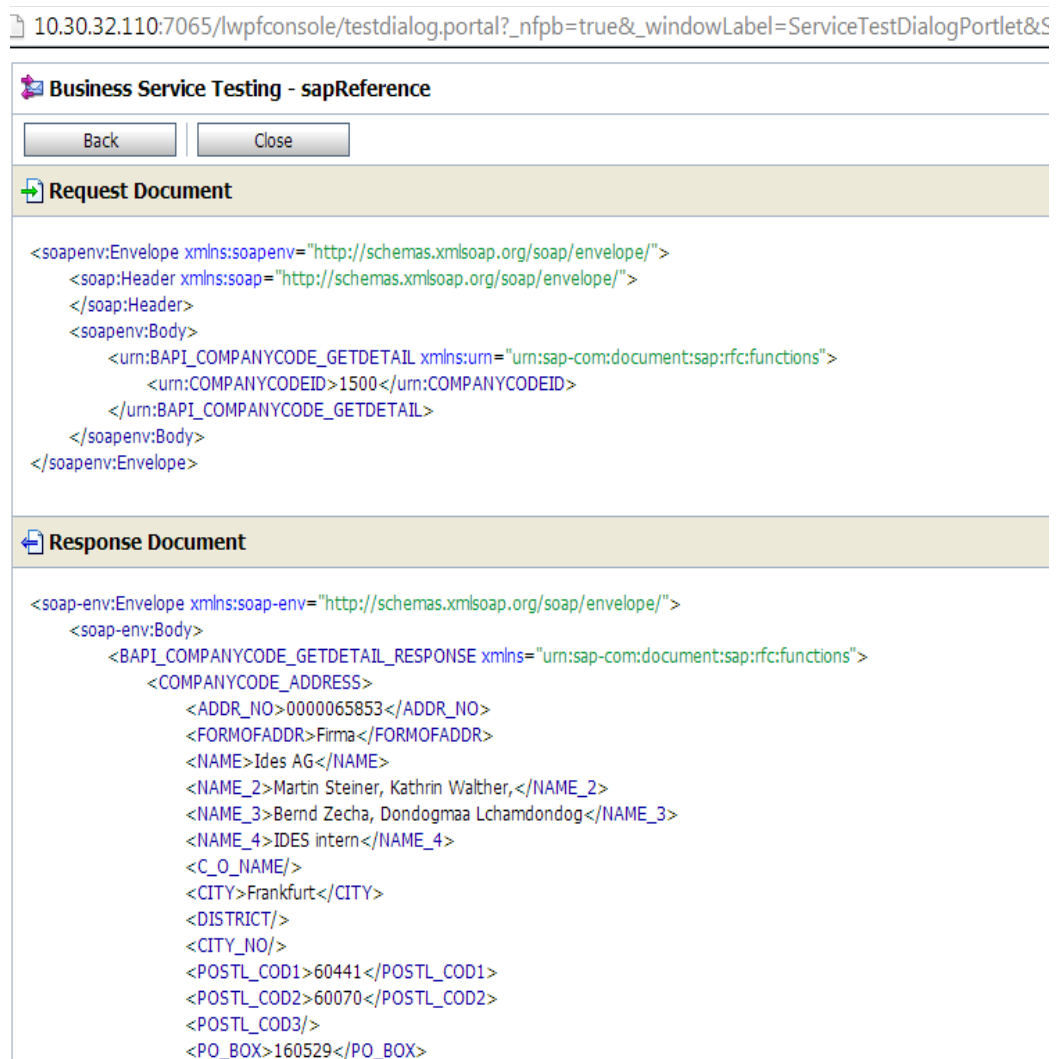 10.30.32.110:7065/lwpfconsole/testdialog.portal?_nfpb=true&_windowLabel=ServiceTestDialogPortlet&S
Business Service Testing - sapReference
Back Close
Request Document
<soapenv:Envelope xmlns:soapenv="http://schemas.xmlsoap.org/soap/envelope/">
<soap:Header xmlns:soap="http://schemas.xmlsoap.org/soap/envelope/">
</soap:Header>
<soapenv:Body>
<urn:BAPI_COMPANYCODE_GETDETAIL xmlns:urn="urn:sap-com:document:sap:rfc:functions">
<urn:COMPANYCODEID>1500</urn:COMPANYCODEID>
</urn:BAPI_COMPANYCODE_GETDETAIL>
</soapenv:Body>
</soapenv:Envelope>
Response Document
<soap-env:Envelope xmlns:soap-env="http://schemas.xmlsoap.org/soap/envelope/">
<soap-env:Body>
<BAPI_COMPANYCODE_GETDETAIL_RESPONSE xmlns="urn:sap-com:document:sap:rfc:functions">
<COMPANYCODE_ADDRESS>
<ADDR_NO>0000065853</ADDR_NO>
<FORMOFADDR>Firma</FORMOFADDR>
<NAME>Ides AG</NAME>
<NAME_2>Martin Steiner, Kathrin Walther,</NAME_2>
<NAME_3>Bernd Zecha, Dondogmaa Lchamdondog</NAME_3>
<NAME_4>IDES intern</NAME_4>
<C_O_NAME/>
<CITY>Frankfurt</CITY>
<DISTRICT/>
<CITY_NO/>
<POSTL_COD1>60441</POSTL_COD1>
<POSTL_COD2>60070</POSTL_COD2>
<POSTL_COD3/>
<PO_BOX>160529</PO_BOX>